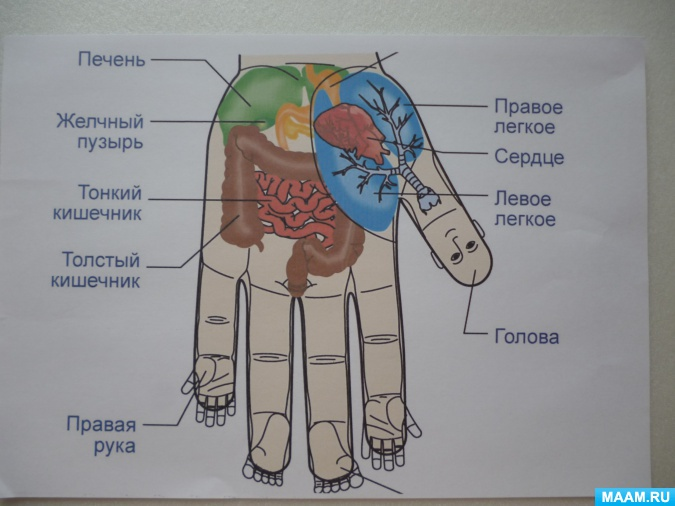 Печень
Желчный
пузырь
Тонкий
кишечник
Толстый
кишечник
Правая
рука
Правое
легкое
Сердце
Левое
легкое
Голова
MAAM.RU